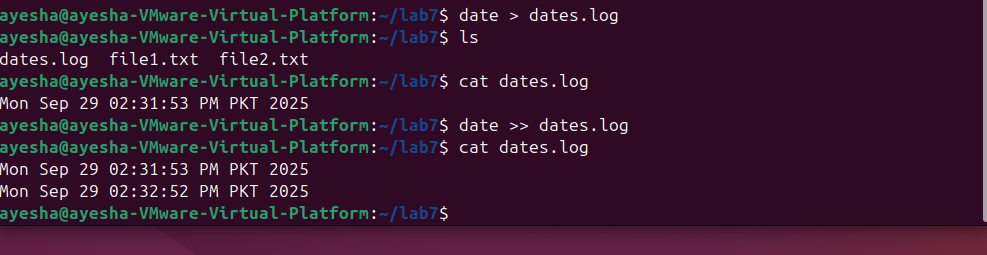 ayesha@ayesha-VMware-Virtual-Platform:~/lab7$ date > dates.log
ayesha@ayesha-VMware-Virtual-Platform:~/lab7$ ls
dates.log  file1.txt  file2.txt
ayesha@ayesha-VMware-Virtual-Platform:~/lab7$ cat dates.log
Mon Sep 29 02:31:53 PM PKT 2025
ayesha@ayesha-VMware-Virtual-Platform:~/lab7$ date >> dates.log
ayesha@ayesha-VMware-Virtual-Platform:~/lab7$ cat dates.log
Mon Sep 29 02:31:53 PM PKT 2025
Mon Sep 29 02:32:52 PM PKT 2025
ayesha@ayesha-VMware-Virtual-Platform:~/lab7$